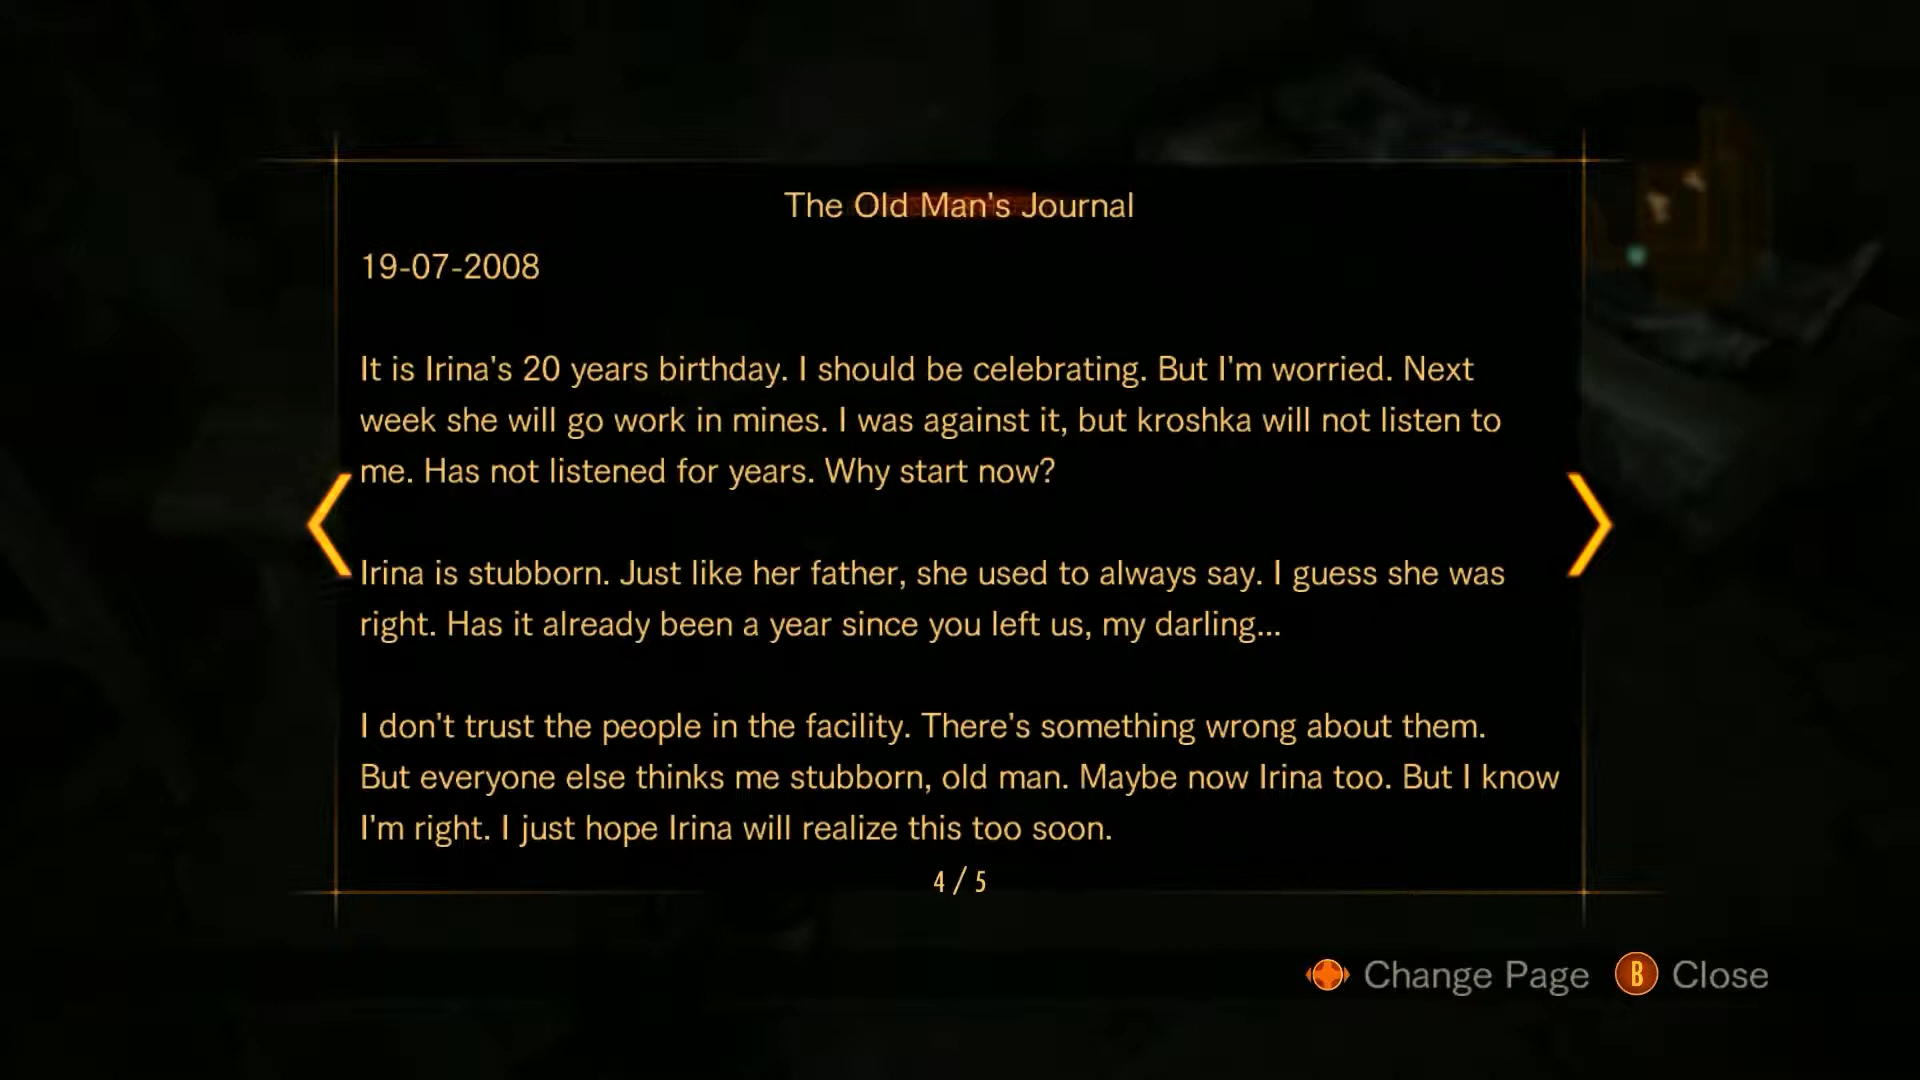 The Old Man's Journal
19-07-2008
It is Irina's 20 years birthday. I should be celebrating. But I'm worried. Next
week she will go work in mines. I was against it, but kroshka will not listen to
me. Has not listened for years. Why start now?
Irina is stubborn. Just like her father, she used to always say. I guess she was
right. Has it already been a year since you left us, my darling...
I don't trust the people in the facility. There's something wrong about them.
But everyone else thinks me stubborn, old man. Maybe now Irina too. But I know
I'm right. I just hope Irina will realize this too soon.
4 / 5
Change Page B Close